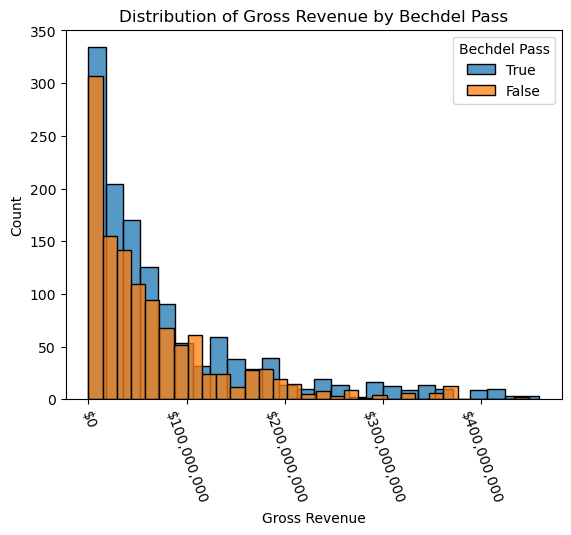 Distribution of Gross Revenue by Bechdel Pass
350
300
250
200
150
100
50
0
Count
Bechdel Pass
True
False
$0
$100,000,000
$200,000,000
$300,000,000
$400,000,000
Gross Revenue